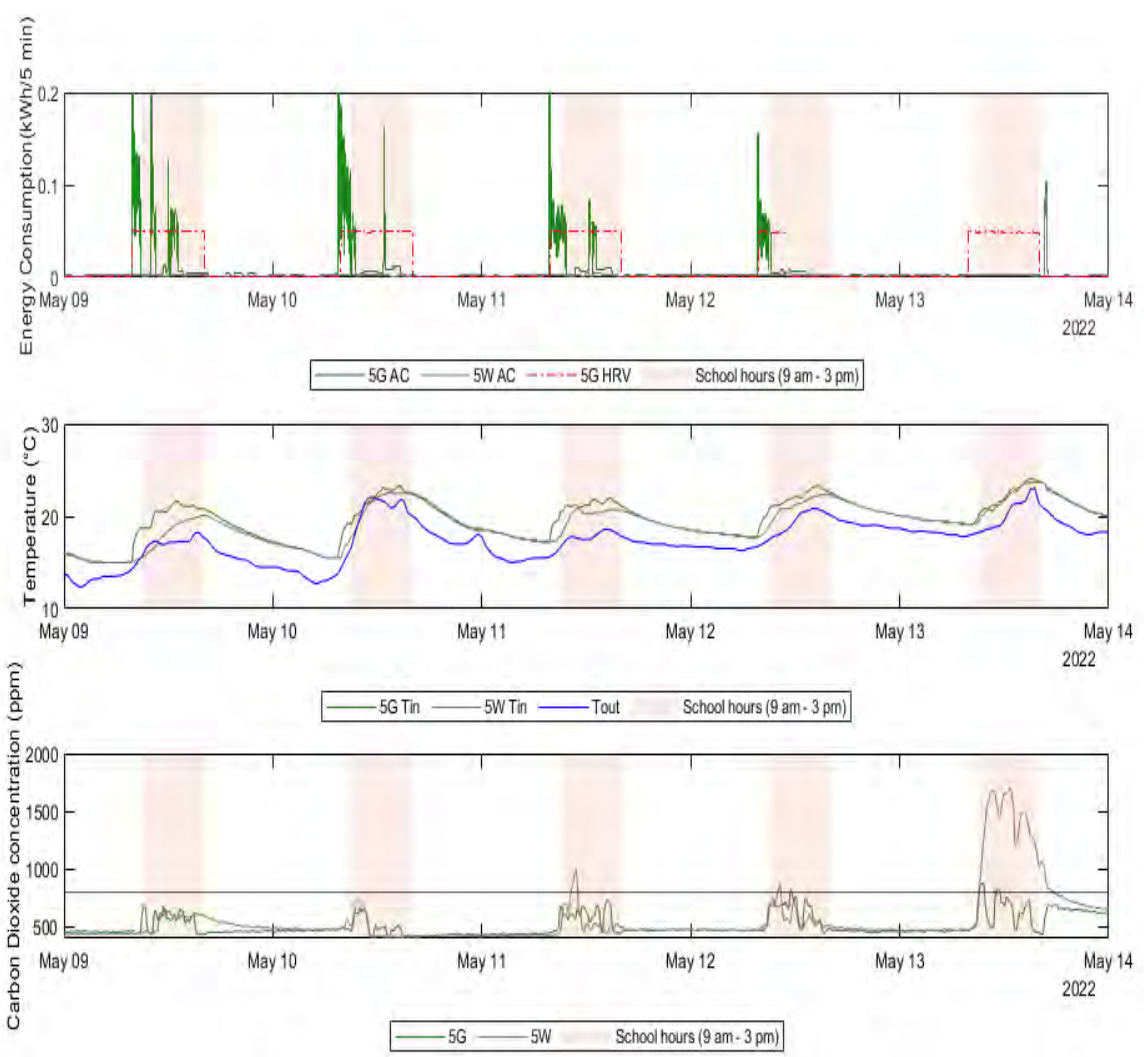 Energy Consumption(kWh/5 min)
0.2
0.1
0
May 09 May 10 May 11 May 12 May 13 May 14
2022
5G AC 5W AC 5G HRV School hours (9 am - 3 pm)
Temperature (°C)
30
20
10
May 09 May 10 May 11 May 12 May 13 May 14
2022
5G Tin 5W Tin Tout School hours (9 am - 3 pm)
Carbon Dioxide concentration (ppm)
2000
1500
1000
500
May 09 May 10 May 11 May 12 May 13 May 14
2022
5G 5W School hours (9 am - 3 pm)